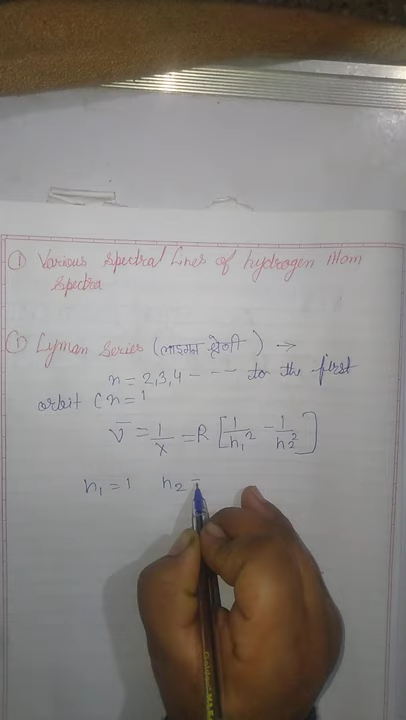 ① Various Spectral Lines of hydrogen Atom
Spectra
① Lyman Series (लाइमन श्रेणी) →
n = 2,3,4 - - - to the first
orbit (n = 1
ν̅ = 1/λ = R [1/n₁² - 1/n₂²]
n₁ = 1 n₂ =